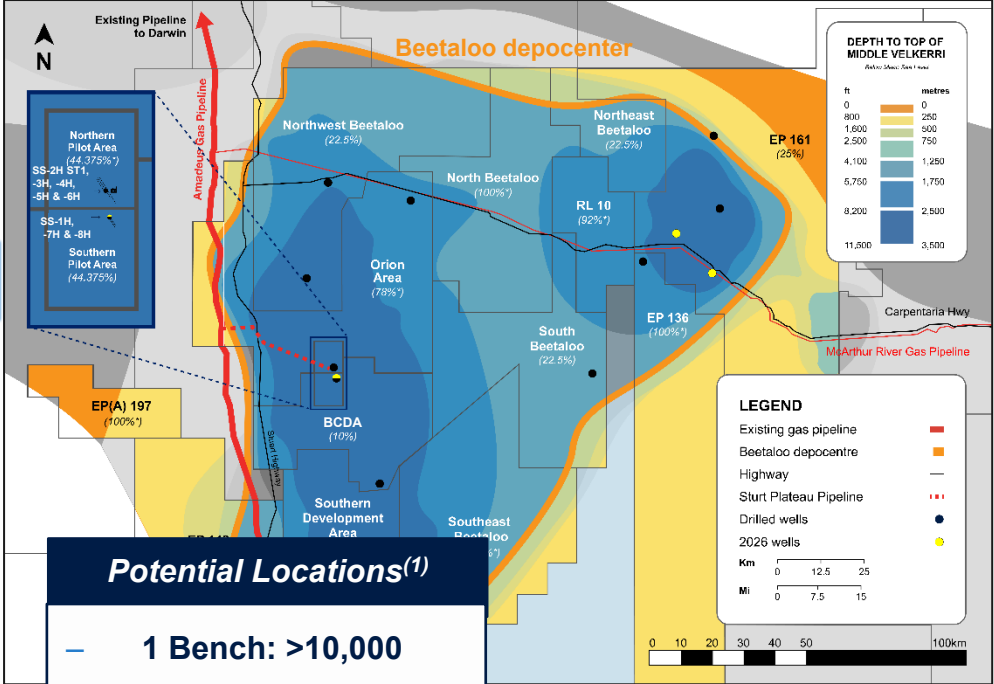 Existing Pipeline
to Darwin
N
Beetaloo depocenter
Amadeus Gas Pipeline
Northern
Pilot Area
(44.375%*)
SS-2H ST1,
-3H, -4H,
-5H & -6H
SS-1H,
-7H & -8H
Southern
Pilot Area
(44.375%)
Northwest Beetaloo
(22.5%)
Northeast
Beetaloo
(22.5%)
EP 161
(25%)
North Beetaloo
(100%*)
RL 10
(92%*)
Orion
Area
(78%*)
EP 136
(100%*)
South
Beetaloo
(22.5%)
Carpentaria Hwy
McArthur River Gas Pipeline
EP(A) 197
(100%*)
BCDA
(10%)
Stuart Highway
Southern
Development
Area
Southeast
Beetaloo
%*)
DEPTH TO TOP OF
MIDDLE VELKERRI
Below Mean Sea Level
ft metres
0 0
800 250
1,600 500
2,500 750
4,100 1,250
5,750 1,750
8,200 2,500
11,500 3,500
LEGEND
Existing gas pipeline
Beetaloo depocentre
Highway
Sturt Plateau Pipeline
Drilled wells
2026 wells
Km
0 12.5 25
Mi
0 7.5 15
0 10 20 30 40 50 100km
Potential Locations(1)
– 1 Bench: >10,000